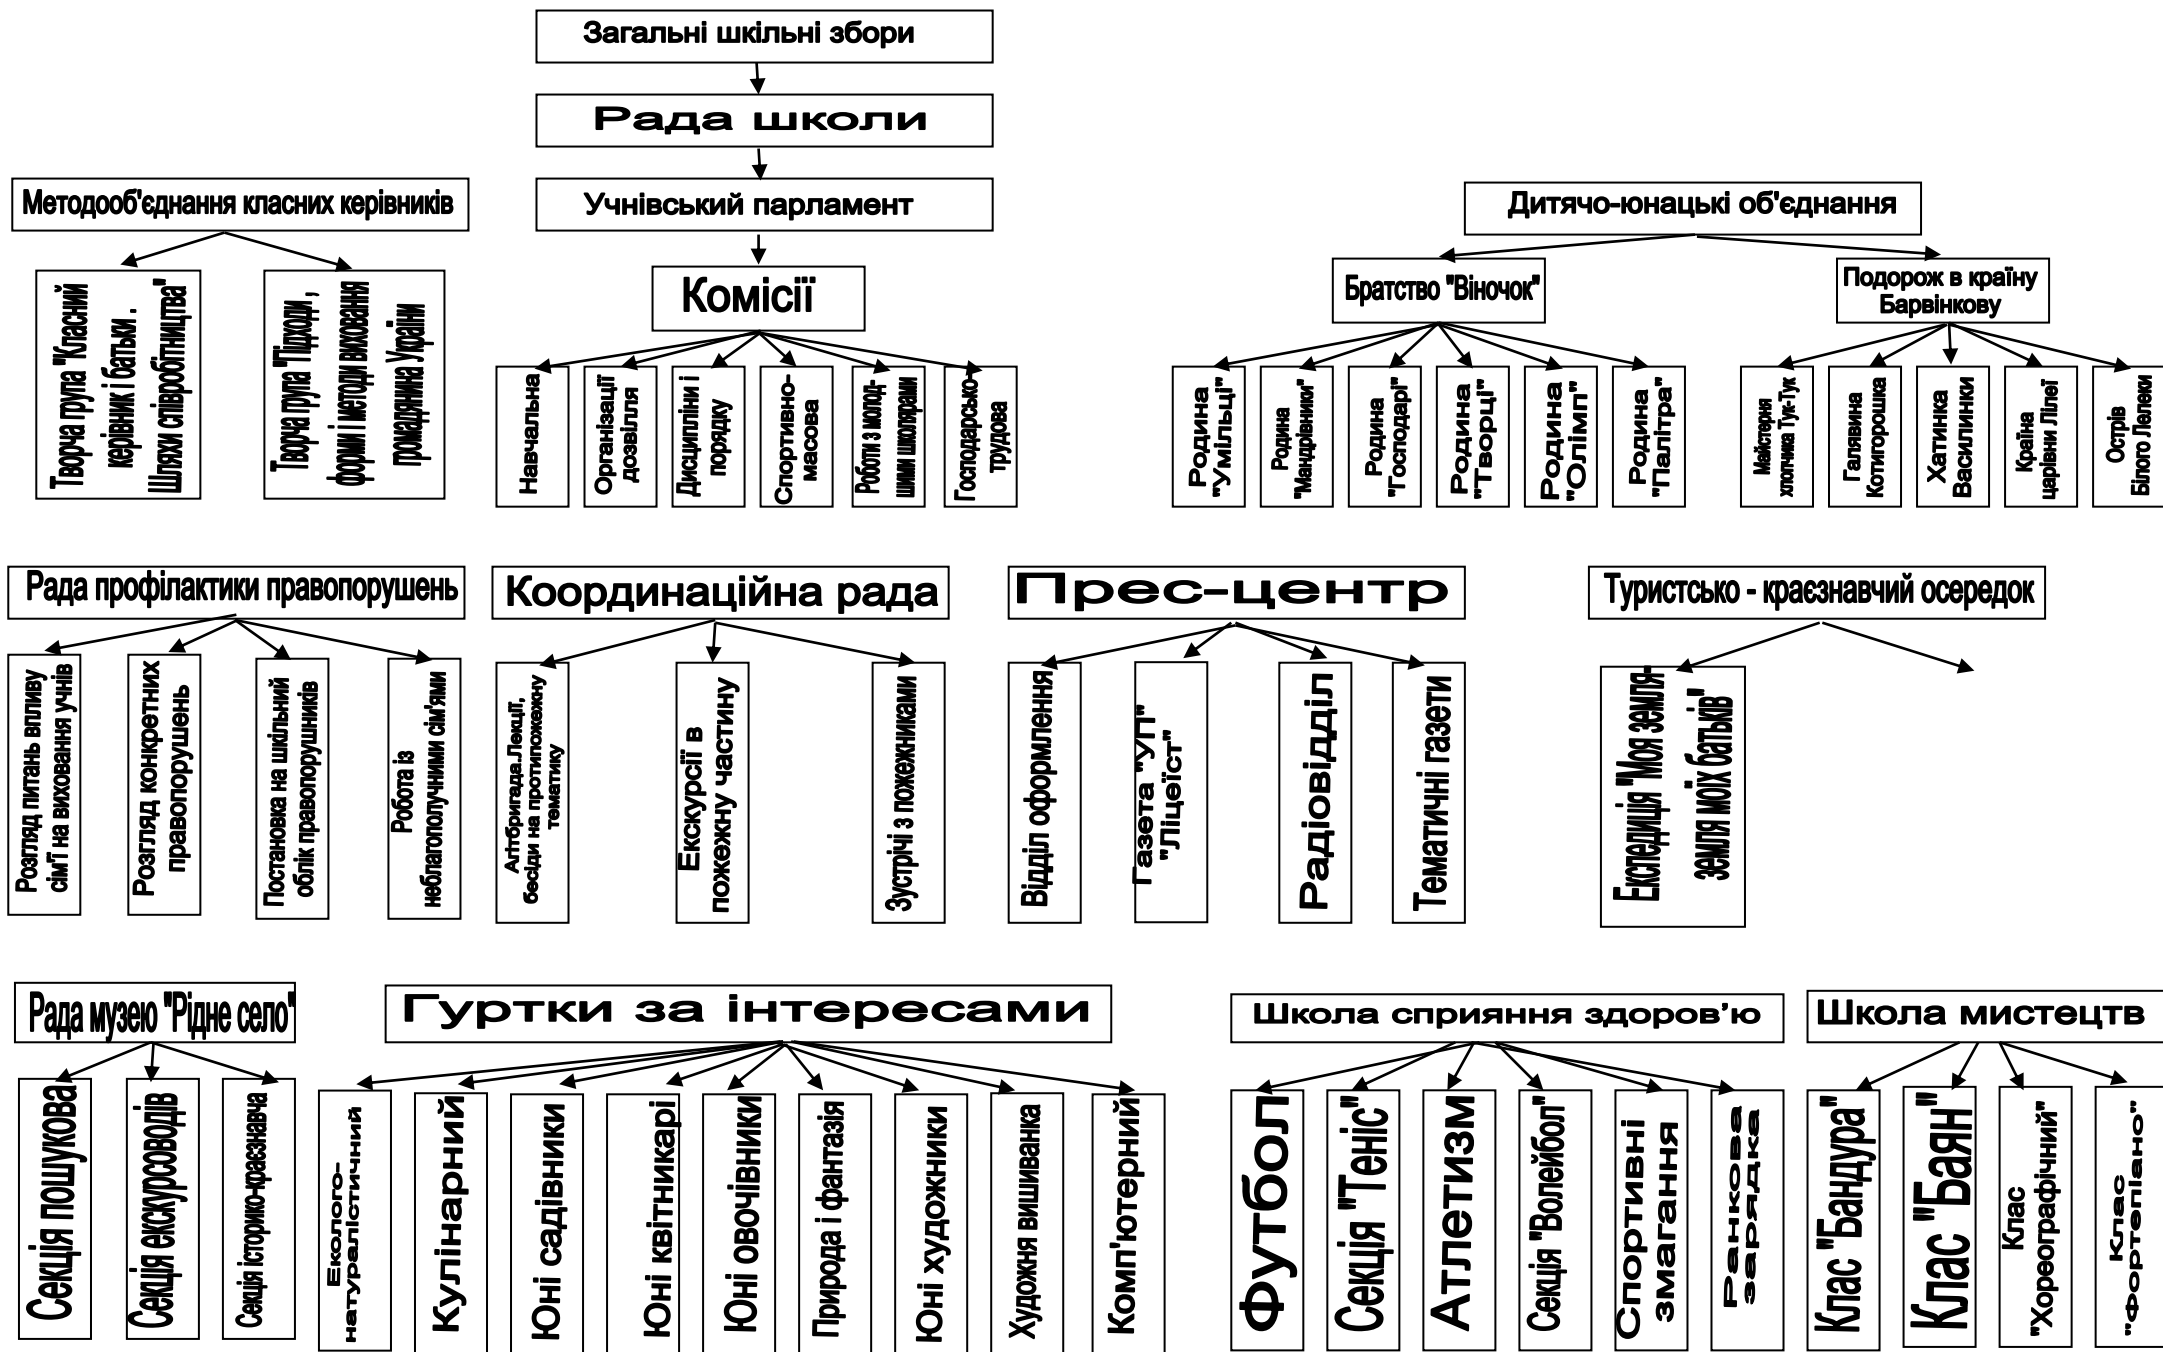 Загальні шкільні збори
Рада школи
Учнівський парламент
Методооб'єднання класних керівників
Творча група "Класний
керівник і батьки .
Шляхи співробітництва"
Творча група "Підходи ,
форми і методи виховання
громадянина України
Комісії
Навчальна
Організації
дозвілля
Дисципліни і
порядку
Спортивно-
масова
Роботи з молод-
шими школярами
Господарсько-
трудова
Дитячо-юнацькі об'єднання
Братство "Віночок"
Родина
"Умільці"
Родина
"Мандрівники"
Родина
"Господарі"
Родина
"Творці"
Родина
"Олімп"
Родина
"Палітра"
Подорож в країну
Барвінкову
Майстерня
хлопчика Тук-Тук
Галявина
Котигорошка
Хатинка
Василинки
Країна
царівни Лілеї
Острів
Білого Лелеки
Рада профілактики правопорушень
Розгляд питань впливу
сім'ї на виховання учнів
Розгляд конкретних
правопорушень
Постановка на шкільний
облік правопорушників
Робота із
неблагополучними сім'ями
Координаційна рада
Агітбригада.Лекції,
бесіди на протипожежну
тематику
Екскурсії в
пожежну частину
Зустрічі з пожежниками
Прес-центр
Відділ оформлення
Газета "УП"
"Ліцеїст"
Радіовідділ
Тематичні газети
Туристсько - краєзнавчий осередок
Експедиція "Моя земля-
земля моїх батьків"
Рада музею "Рідне село"
Секція пошукова
Секція екскурсоводів
Секція історико-краєзнавча
Гуртки за інтересами
Еколого-
натуралістичний
Кулінарний
Юні садівники
Юні квітникарі
Юні овочівники
Природа і фантазія
Юні художники
Художня вишиванка
Комп'ютерний
Школа сприяння здоров’ю
Футбол
Секція "Теніс"
Атлетизм
Секція "Волейбол"
Спортивні
змагання
Ранкова
зарядка
Школа мистецтв
Клас "Бандура"
Клас "Баян"
Клас
"Хореографічний"
Клас
"Фортепіано"